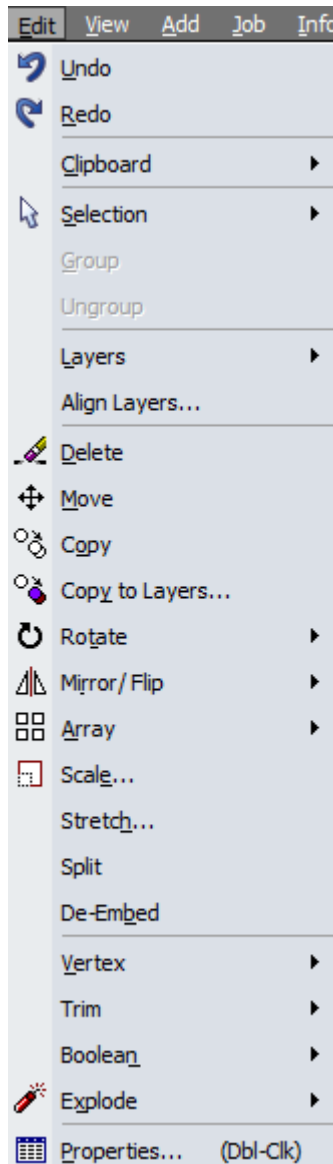 Edit View Add Job Info
Undo
Redo
Clipboard
Selection
Group
Ungroup
Layers
Align Layers...
Delete
Move
Copy
Copy to Layers...
Rotate
Mirror/ Flip
Array
Scale...
Stretch...
Split
De-Embed
Vertex
Trim
Boolean
Explode
Properties... (Dbl-Clk)